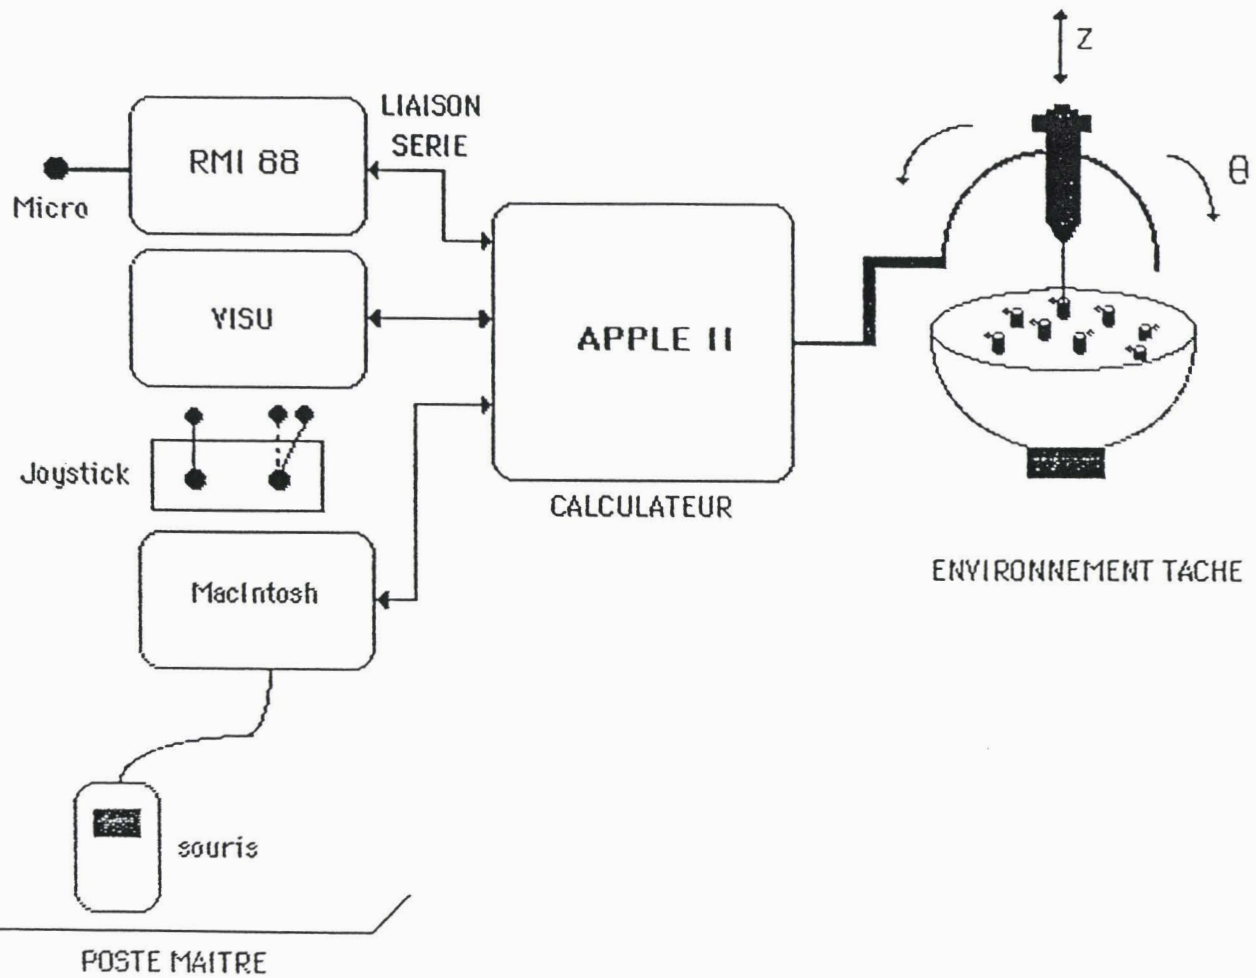 Z
LIAISON
SERIE
RMI 88
Micro
θ
VISU
APPLE II
Joystick
CALCULATEUR
MacIntosh
ENVIRONNEMENT TACHE
souris
POSTE MAITRE